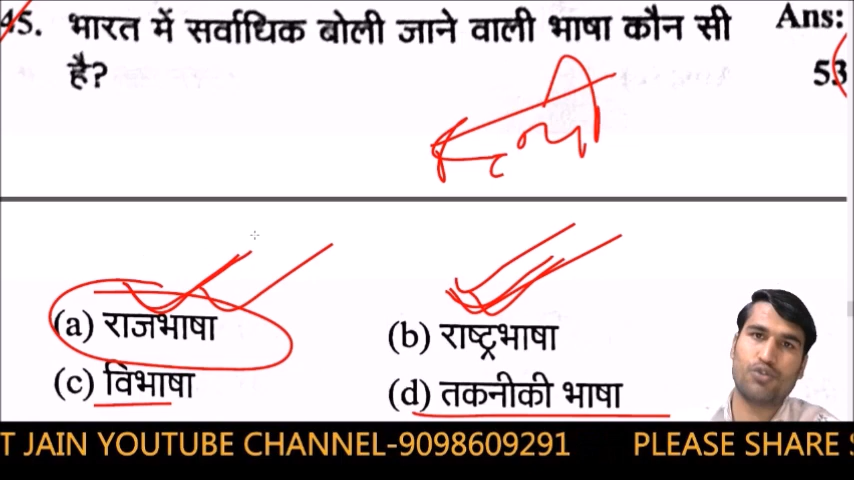 45. भारत में सर्वाधिक बोली जाने वाली भाषा कौन सी Ans:
है? 53
(a) राजभाषा (b) राष्ट्रभाषा
(c) विभाषा (d) तकनीकी भाषा
T JAIN YOUTUBE CHANNEL-9098609291 PLEASE SHARE S